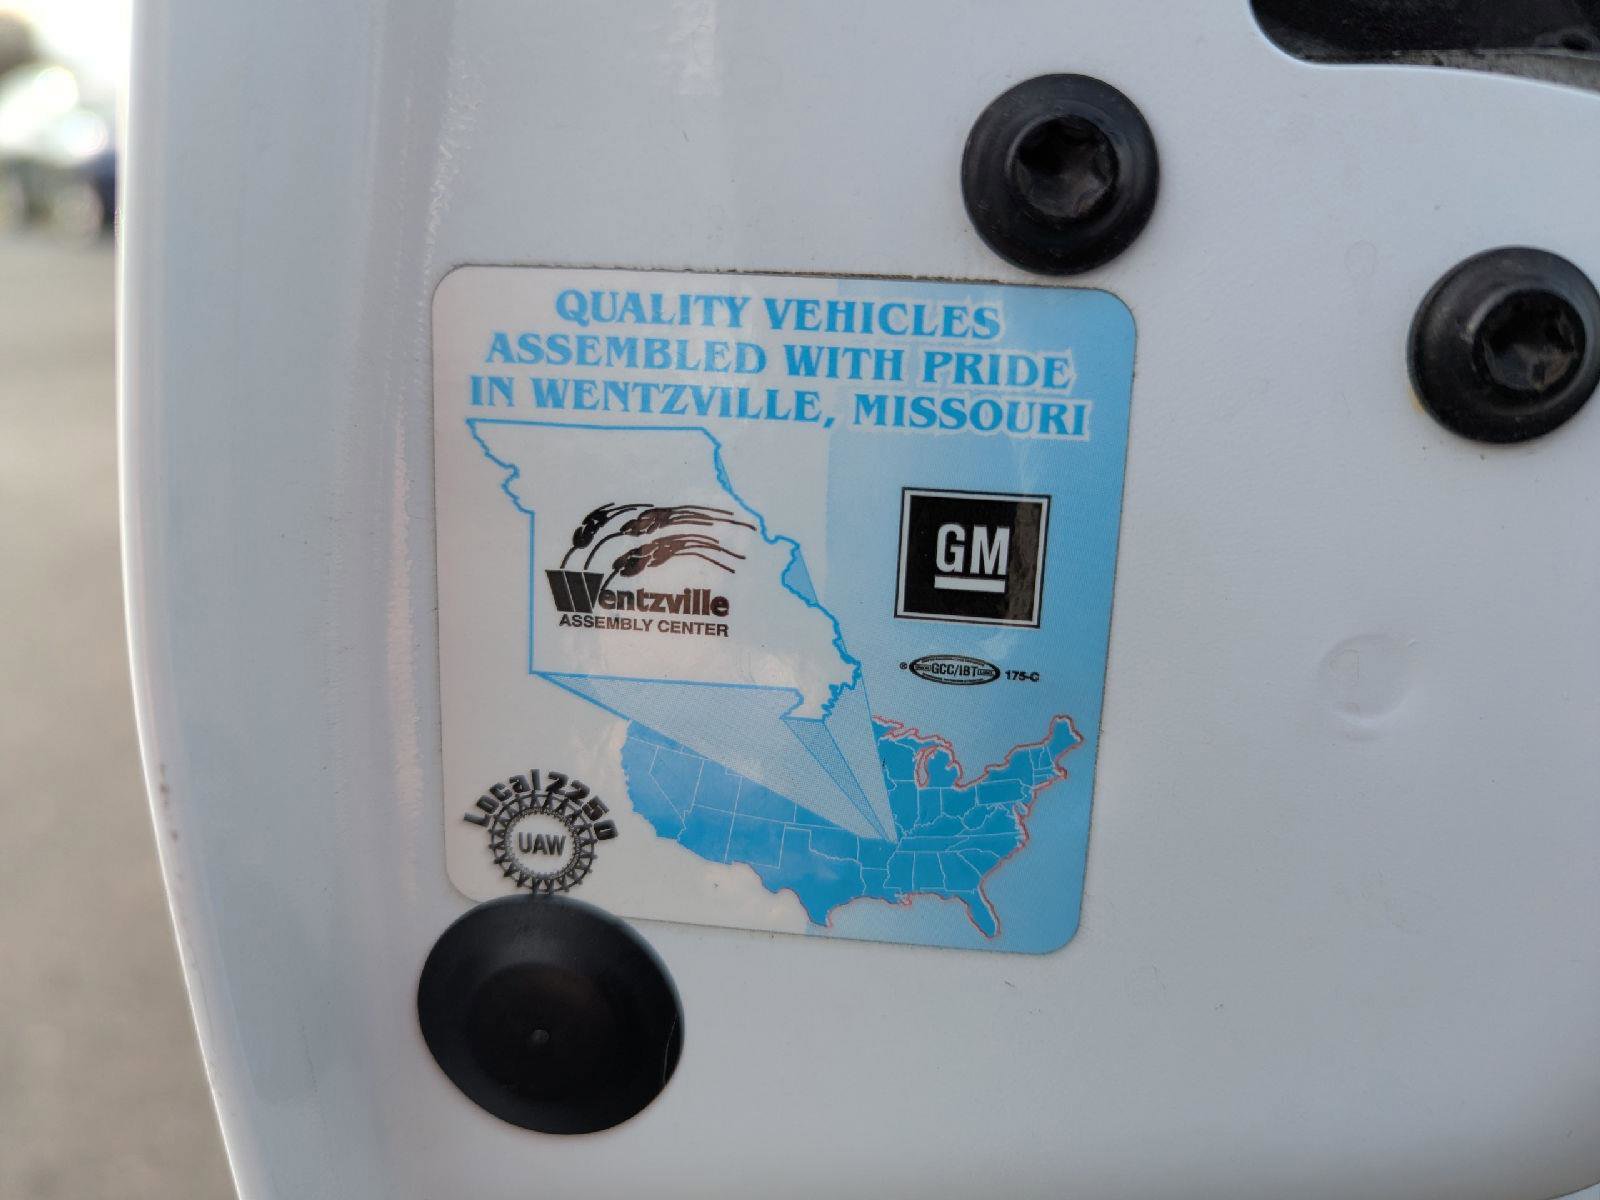 QUALITY VEHICLES
ASSEMBLED WITH PRIDE
IN WENTZVILLE, MISSOURI
Wentzville
ASSEMBLY CENTER
GM
® GCC/IBT 175-C
Local 2250
UAW